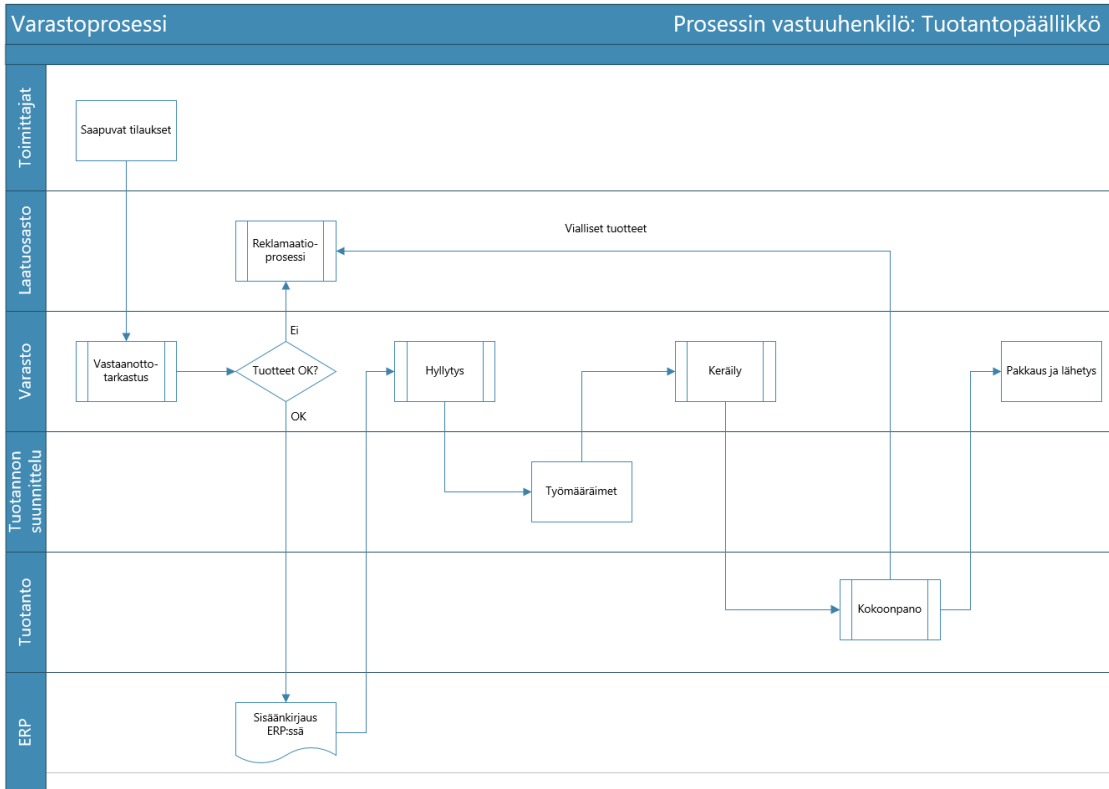 Varastoprosessi
Prosessin vastuuhenkilö: Tuotantopäällikkö
Toimittajat
Saapuvat tilaukset
Laatuosasto
Reklamaatio-
prosessi
Vialliset tuotteet
Ei
Varasto
Vastaanotto-
tarkastus
Tuotteet OK?
Hyllytys
Keräily
Pakkaus ja lähetys
OK
Tuotannon
suunnittelu
Työmääräimet
Tuotanto
Kokoonpano
ERP
Sisäänkirjaus
ERP:ssä